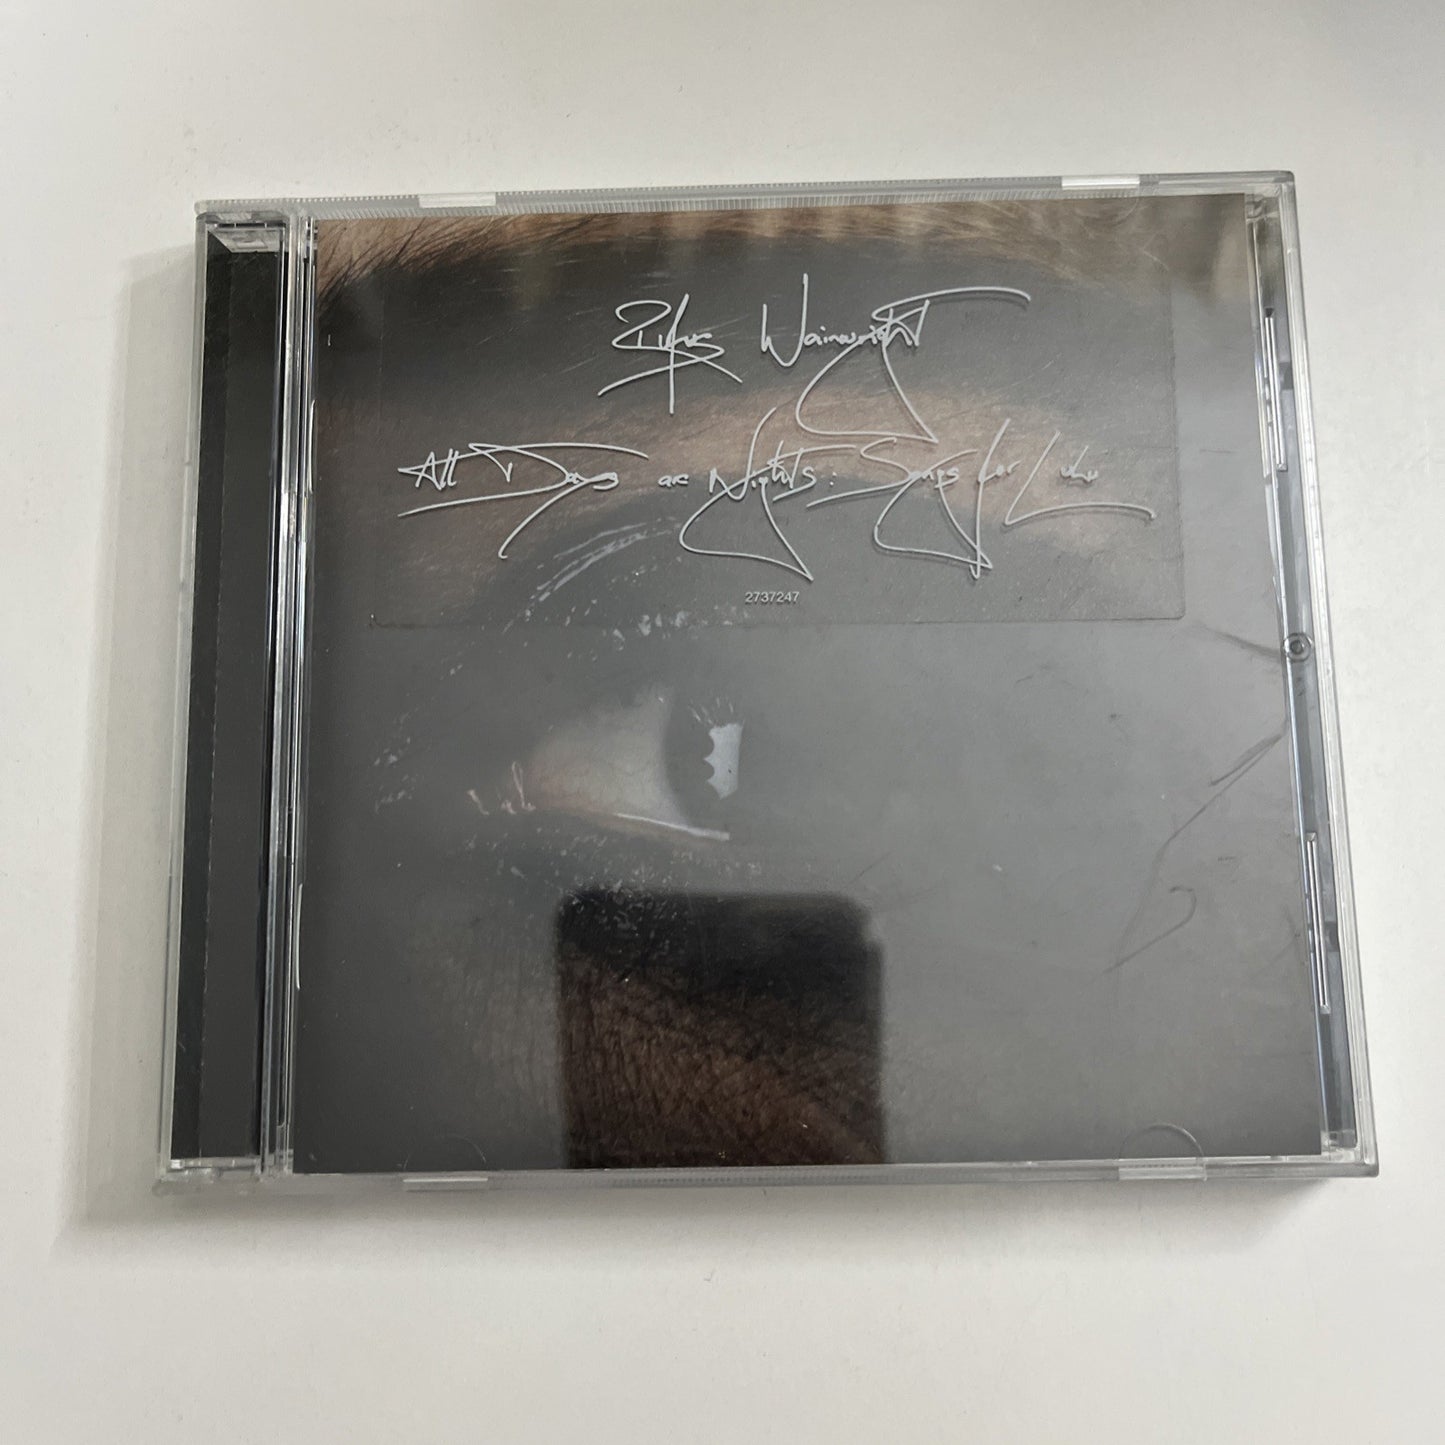 Rufus Wainwright
All Days are Nights: Songs for Lulu
2737247